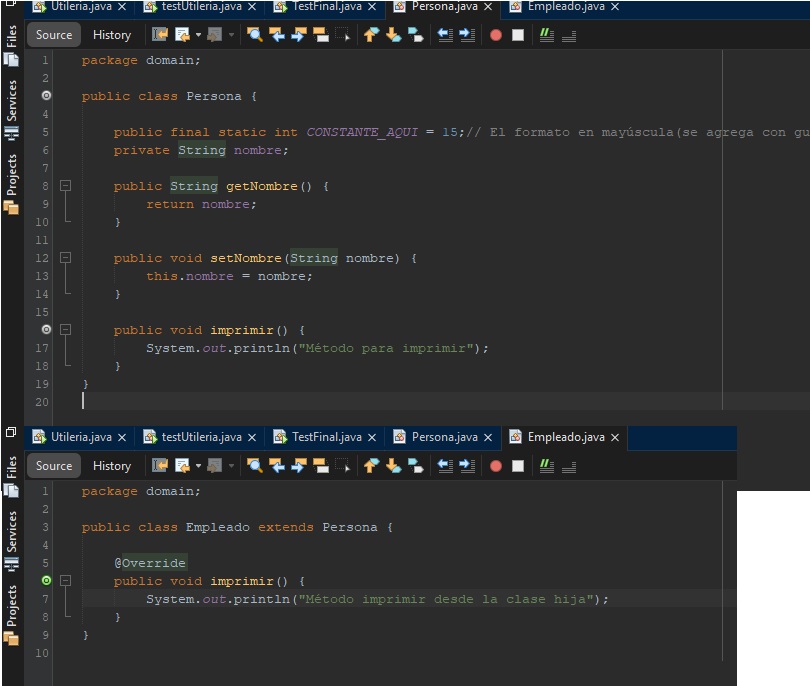 Utileria.java testUtileria.java TestFinal.java Persona.java Empleado.java
Files
Services
Projects
Source History
1 package domain;
2
public class Persona {
4
5 public final static int CONSTANTE_AQUI = 15;// El formato en mayúscula(se agrega con gu
6 private String nombre;
7
8 public String getNombre() {
9 return nombre;
10 }
11
12 public void setNombre(String nombre) {
13 this.nombre = nombre;
14 }
15
public void imprimir() {
17 System.out.println("Método para imprimir");
18 }
19 }
20
Utileria.java testUtileria.java TestFinal.java Persona.java Empleado.java
Files
Services
Projects
Source History
1 package domain;
2
3 public class Empleado extends Persona {
4
5 @Override
public void imprimir() {
7 System.out.println("Método imprimir desde la clase hija");
8 }
9 }
10